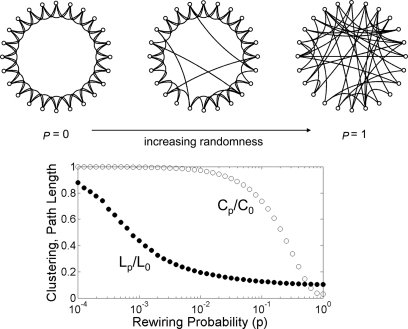 P = 0
increasing randomness
P = 1
Clustering, Path Length
1
0.8
0.6
0.4
0.2
0
C_p/C_0
L_p/L_0
10^-4
10^-3
10^-2
10^-1
10^0
Rewiring Probability (p)